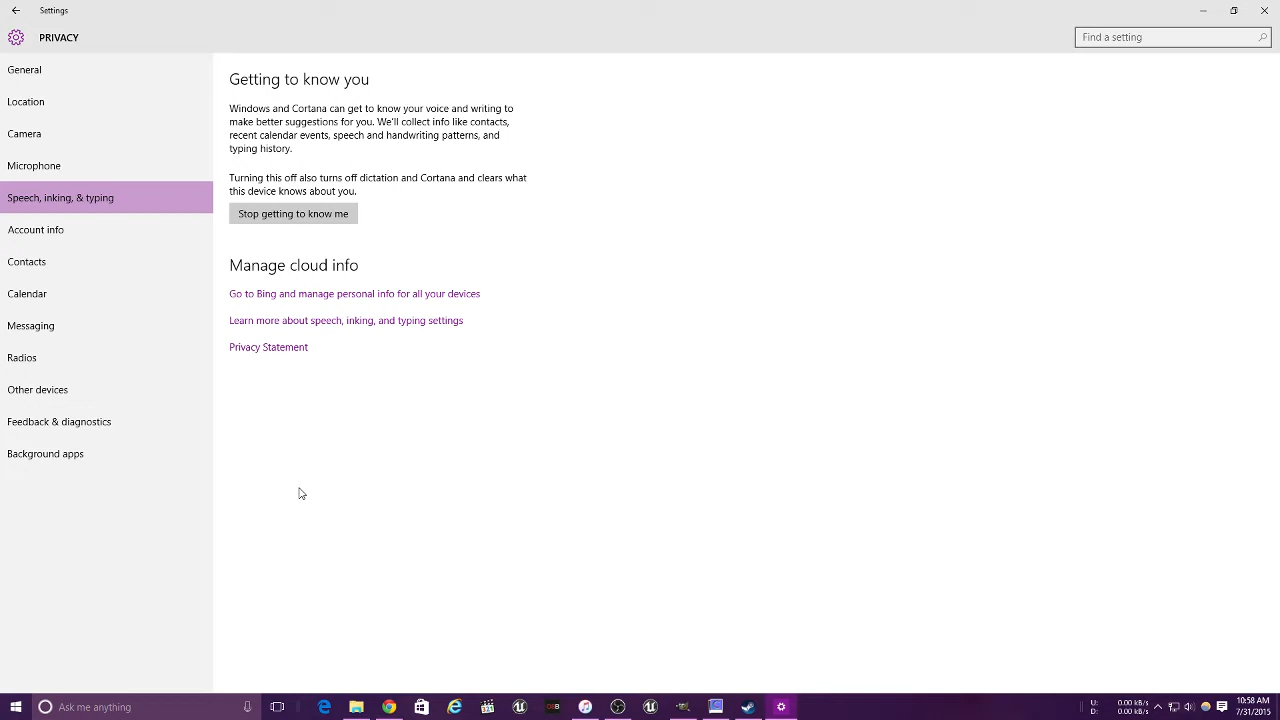 Settings
PRIVACY
Find a setting
General
Location
Camera
Microphone
Speech, inking, & typing
Account info
Contacts
Calendar
Messaging
Radios
Other devices
Feedback & diagnostics
Background apps
Getting to know you
Windows and Cortana can get to know your voice and writing to
make better suggestions for you. We'll collect info like contacts,
recent calendar events, speech and handwriting patterns, and
typing history.
Turning this off also turns off dictation and Cortana and clears what
this device knows about you.
Stop getting to know me
Manage cloud info
Go to Bing and manage personal info for all your devices
Learn more about speech, inking, and typing settings
Privacy Statement
Ask me anything
U: 0.00 kB/s
D: 0.00 kB/s
10:58 AM
7/31/2015